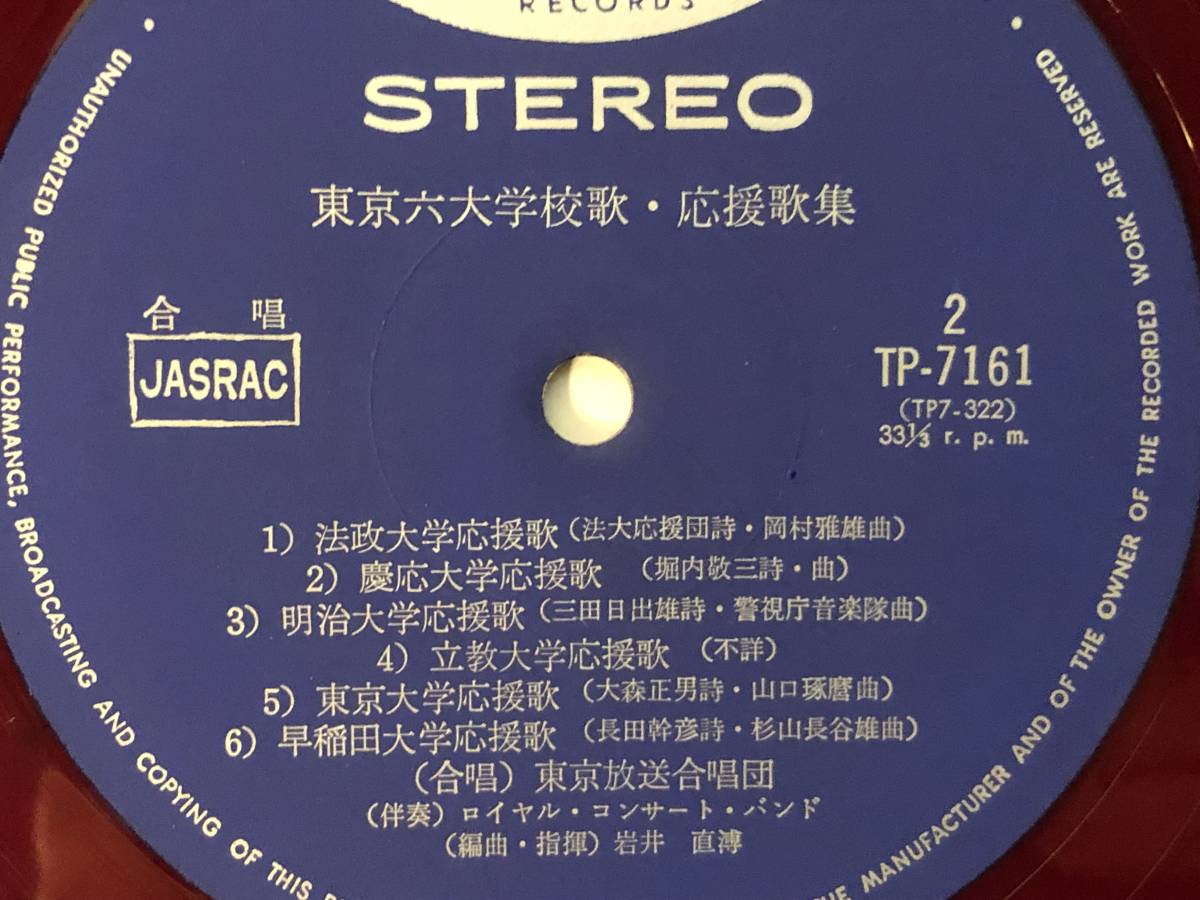 RECORDS
STEREO
東京六大学校歌・応援歌集
合唱
JASRAC
2
TP-7161
(TP7-322)
33⅓ r. p. m.
1) 法政大学応援歌 (法大応援団詩・岡村雅雄曲)
2) 慶応大学応援歌 (堀内敬三詩・曲)
3) 明治大学応援歌 (三田日出雄詩・警視庁音楽隊曲)
4) 立教大学応援歌 (不詳)
5) 東京大学応援歌 (大森正男詩・山口琢磨曲)
6) 早稲田大学応援歌 (長田幹彦詩・杉山長谷雄曲)
(合唱) 東京放送合唱団
(伴奏) ロイヤル・コンサート・バンド
(編曲・指揮) 岩井 直溥
UNAUTHORIZED PUBLIC PERFORMANCE, BROADCASTING AND COPYING OF THIS
MANUFACTURER AND OF THE OWNER OF THE RECORDED WORK ARE RESERVED